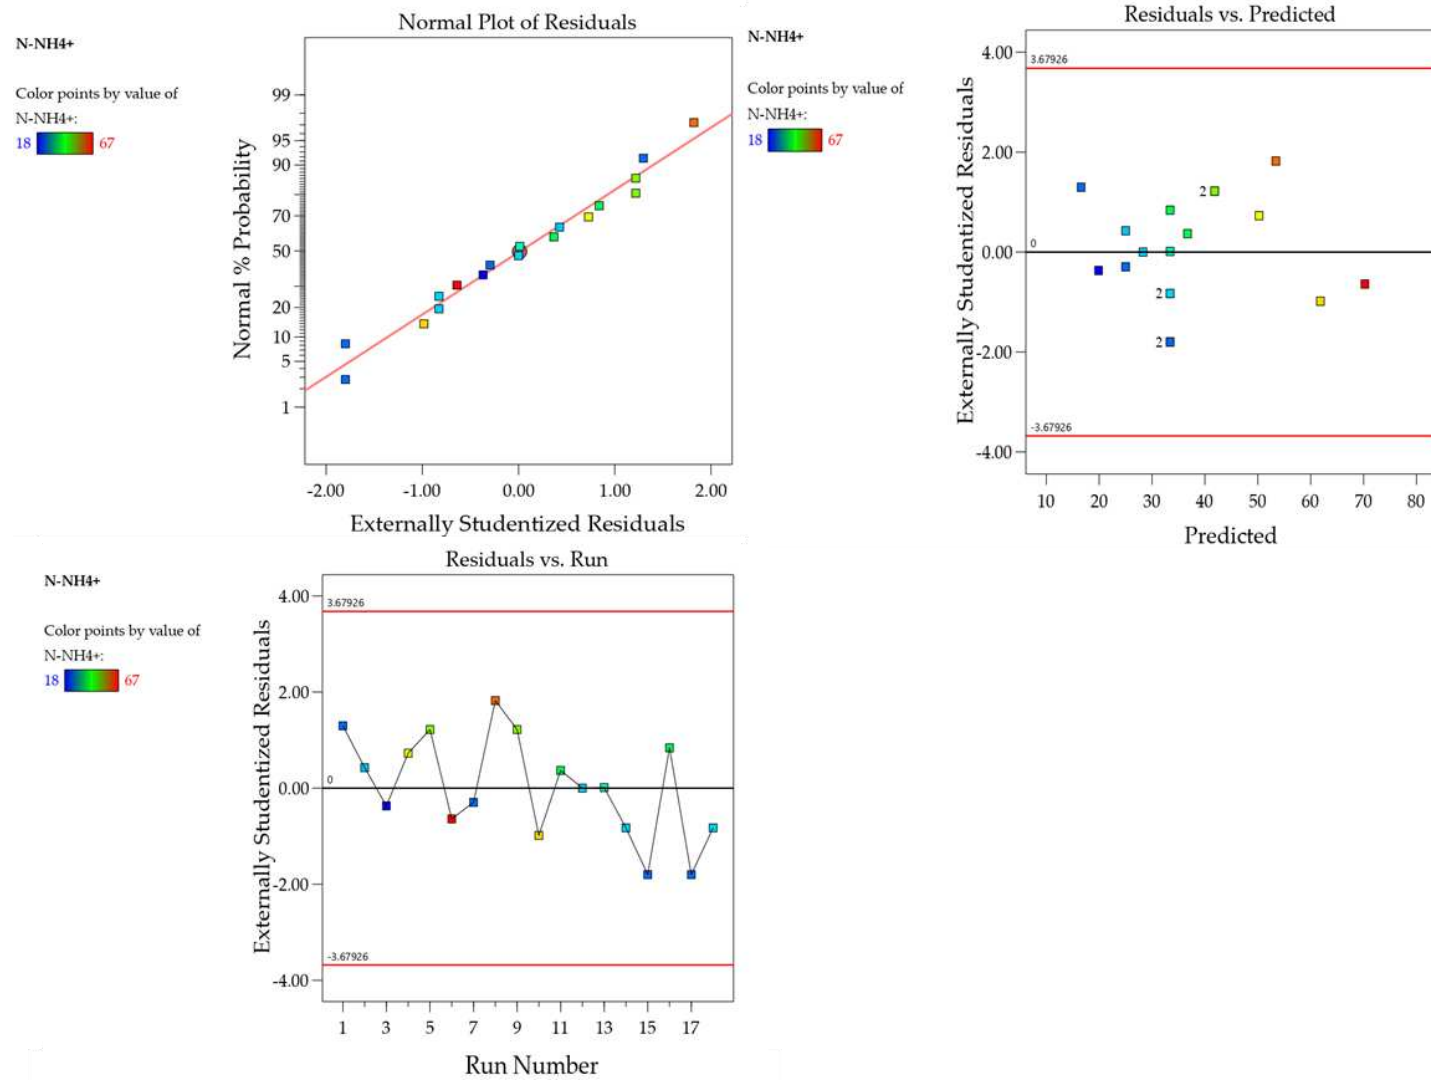 Normal Plot of Residuals
N-NH4+
Color points by value of
N-NH4+:
18 67
Normal % Probability
99
95
90
70
50
20
10
5
1
-2.00 -1.00 0.00 1.00 2.00
Externally Studentized Residuals
Residuals vs. Predicted
N-NH4+
Color points by value of
N-NH4+:
18 67
Externally Studentized Residuals
4.00
3.67926
2.00
2
0.00
0
2
2
-2.00
-3.67926
-4.00
10 20 30 40 50 60 70 80
Predicted
Residuals vs. Run
N-NH4+
Color points by value of
N-NH4+:
18 67
Externally Studentized Residuals
4.00
3.67926
2.00
0
0.00
-2.00
-3.67926
-4.00
1 3 5 7 9 11 13 15 17
Run Number